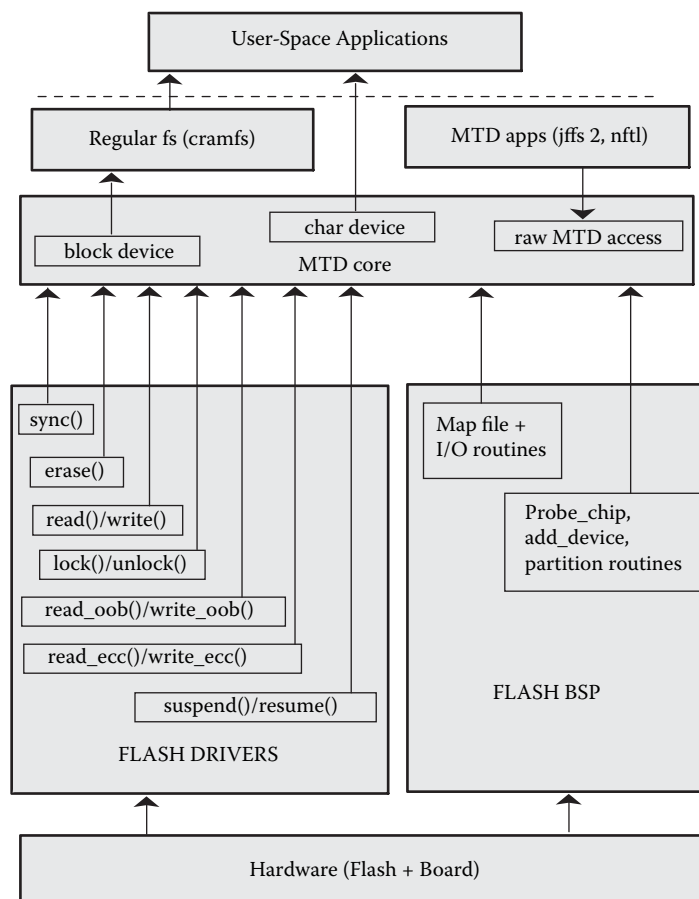 User-Space Applications
Regular fs (cramfs)
MTD apps (jffs 2, nftl)
block device
char device
raw MTD access
MTD core
sync()
erase()
read()/write()
lock()/unlock()
read_oob()/write_oob()
read_ecc()/write_ecc()
suspend()/resume()
FLASH DRIVERS
Map file +
I/O routines
Probe_chip,
add_device,
partition routines
FLASH BSP
Hardware (Flash + Board)